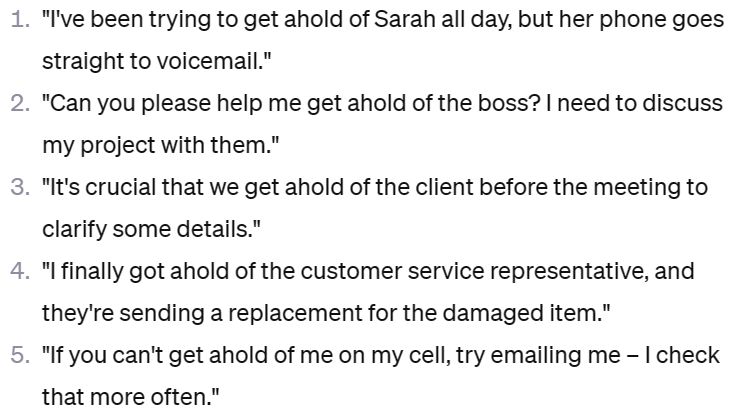 1. "I've been trying to get ahold of Sarah all day, but her phone goes
straight to voicemail."
2. "Can you please help me get ahold of the boss? I need to discuss
my project with them."
3. "It's crucial that we get ahold of the client before the meeting to
clarify some details."
4. "I finally got ahold of the customer service representative, and
they're sending a replacement for the damaged item."
5. "If you can't get ahold of me on my cell, try emailing me – I check
that more often."